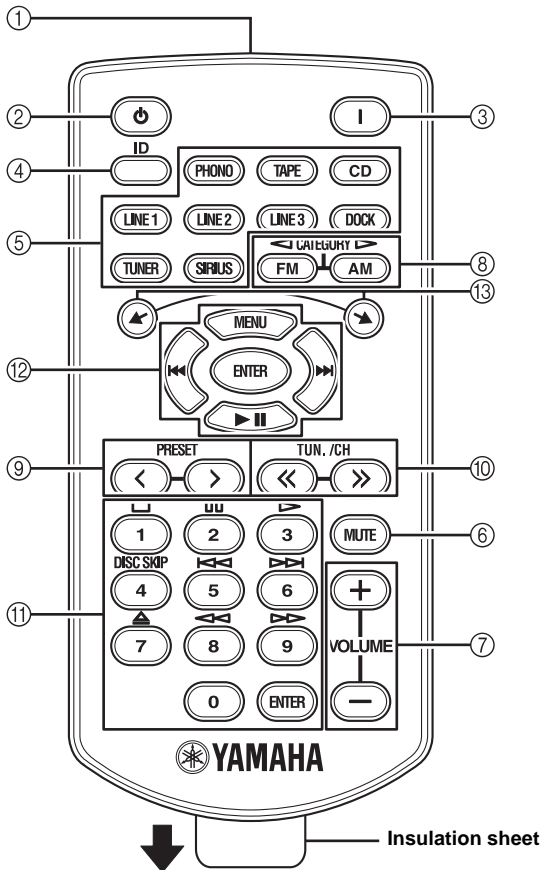 ①
② ⏻ I ③
④ ID PHONO TAPE CD
⑤ LINE 1 LINE 2 LINE 3 DOCK
CATEGORY
TUNER SIRIUS FM AM ⑧
⑬
MENU
⑫ ENTER
PRESET TUN. /CH
⑨ ⑩
1 2 3 MUTE ⑥
DISC SKIP
4 5 6
⑪ 7 8 9 VOLUME ⑦
0 ENTER
YAMAHA
Insulation sheet